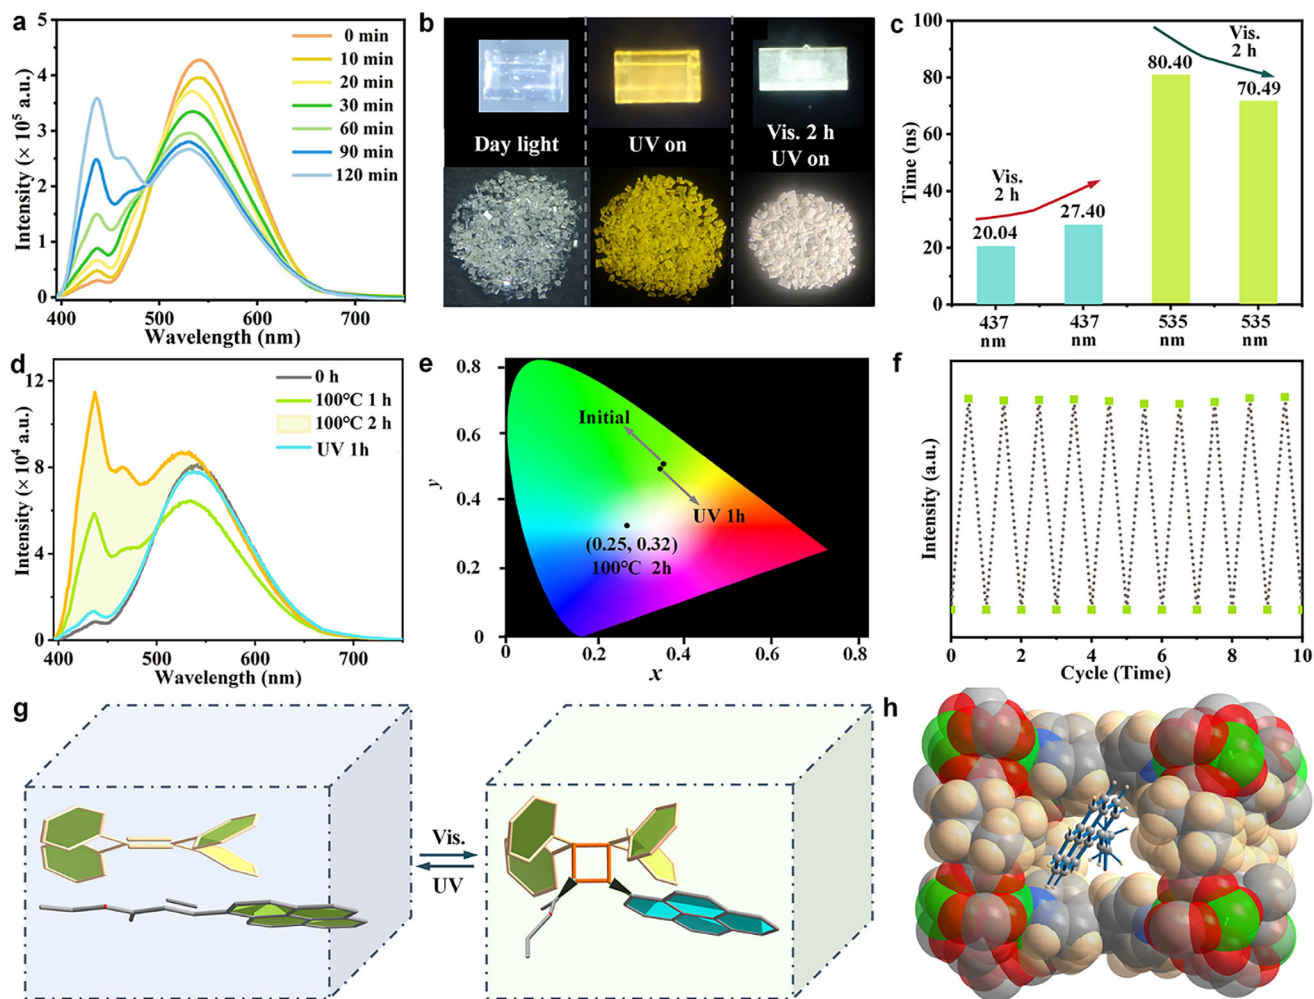 a
Intensity (× 10⁵ a.u.)
5
4
3
2
1
0
400
500
600
700
Wavelength (nm)
0 min
10 min
20 min
30 min
60 min
90 min
120 min
b
Day light
UV on
Vis. 2 h
UV on
c
Time (ns)
100
80
60
40
20
0
Vis.
2 h
20.04
27.40
Vis.
2 h
80.40
70.49
437
nm
437
nm
535
nm
535
nm
d
Intensity (× 10⁴ a.u.)
12
8
4
0
400
500
600
700
Wavelength (nm)
0 h
100°C 1 h
100°C 2 h
UV 1h
e
y
0.8
0.6
0.4
0.2
0
0
0.2
0.4
0.6
0.8
x
Initial
UV 1h
(0.25, 0.32)
100°C 2h
f
Intensity (a.u.)
0
2
4
6
8
10
Cycle (Time)
g
Vis.
UV
h